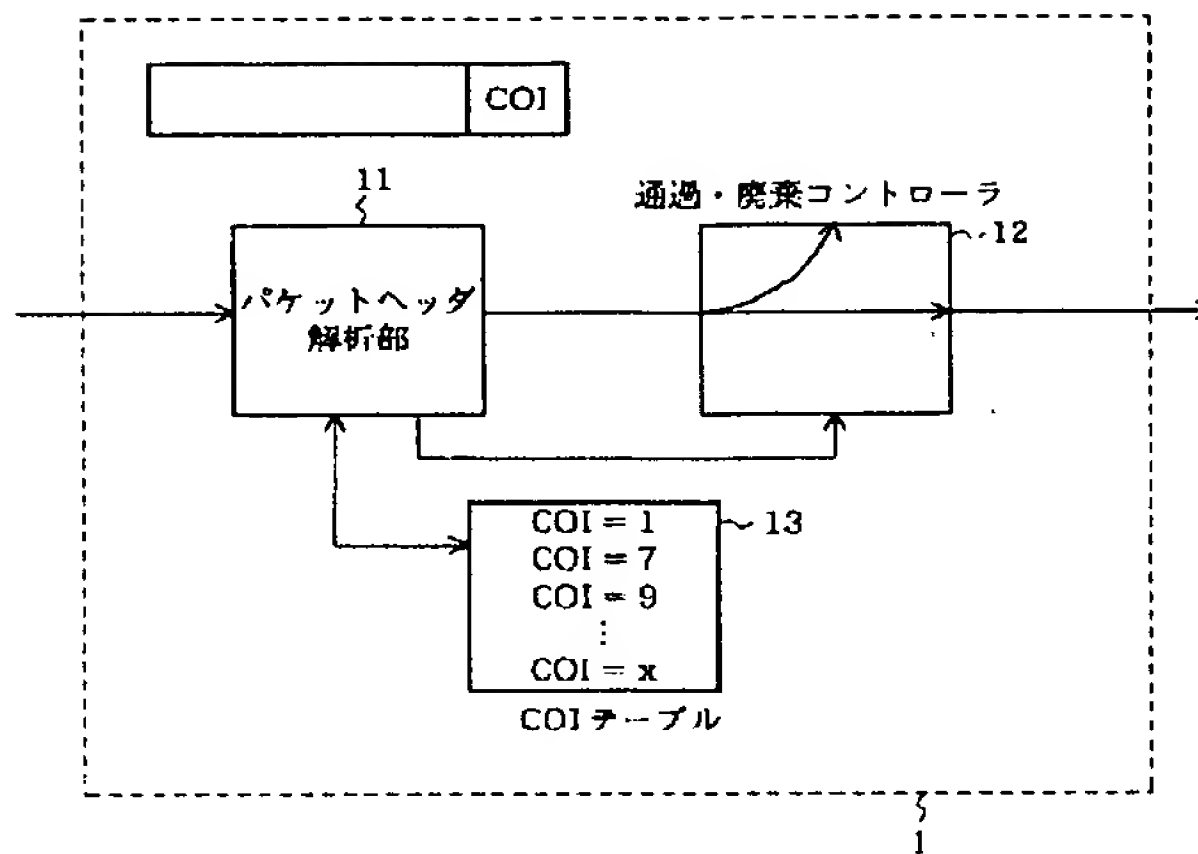 COI
11
通過・廃棄コントローラ
12
パケットヘッダ
解析部
COI = 1
13
COI = 7
COI = 9
⋮
COI = x
COIテーブル
1